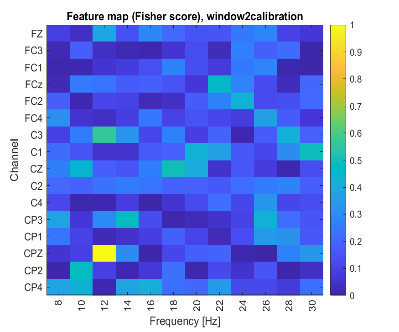 Feature map (Fisher score), window2calibration
Channel
FZ
FC3
FC1
FCz
FC2
FC4
C3
C1
CZ
C2
C4
CP3
CP1
CPZ
CP2
CP4
8 10 12 14 16 18 20 22 24 26 28 30
Frequency [Hz]
1
0.9
0.8
0.7
0.6
0.5
0.4
0.3
0.2
0.1
0